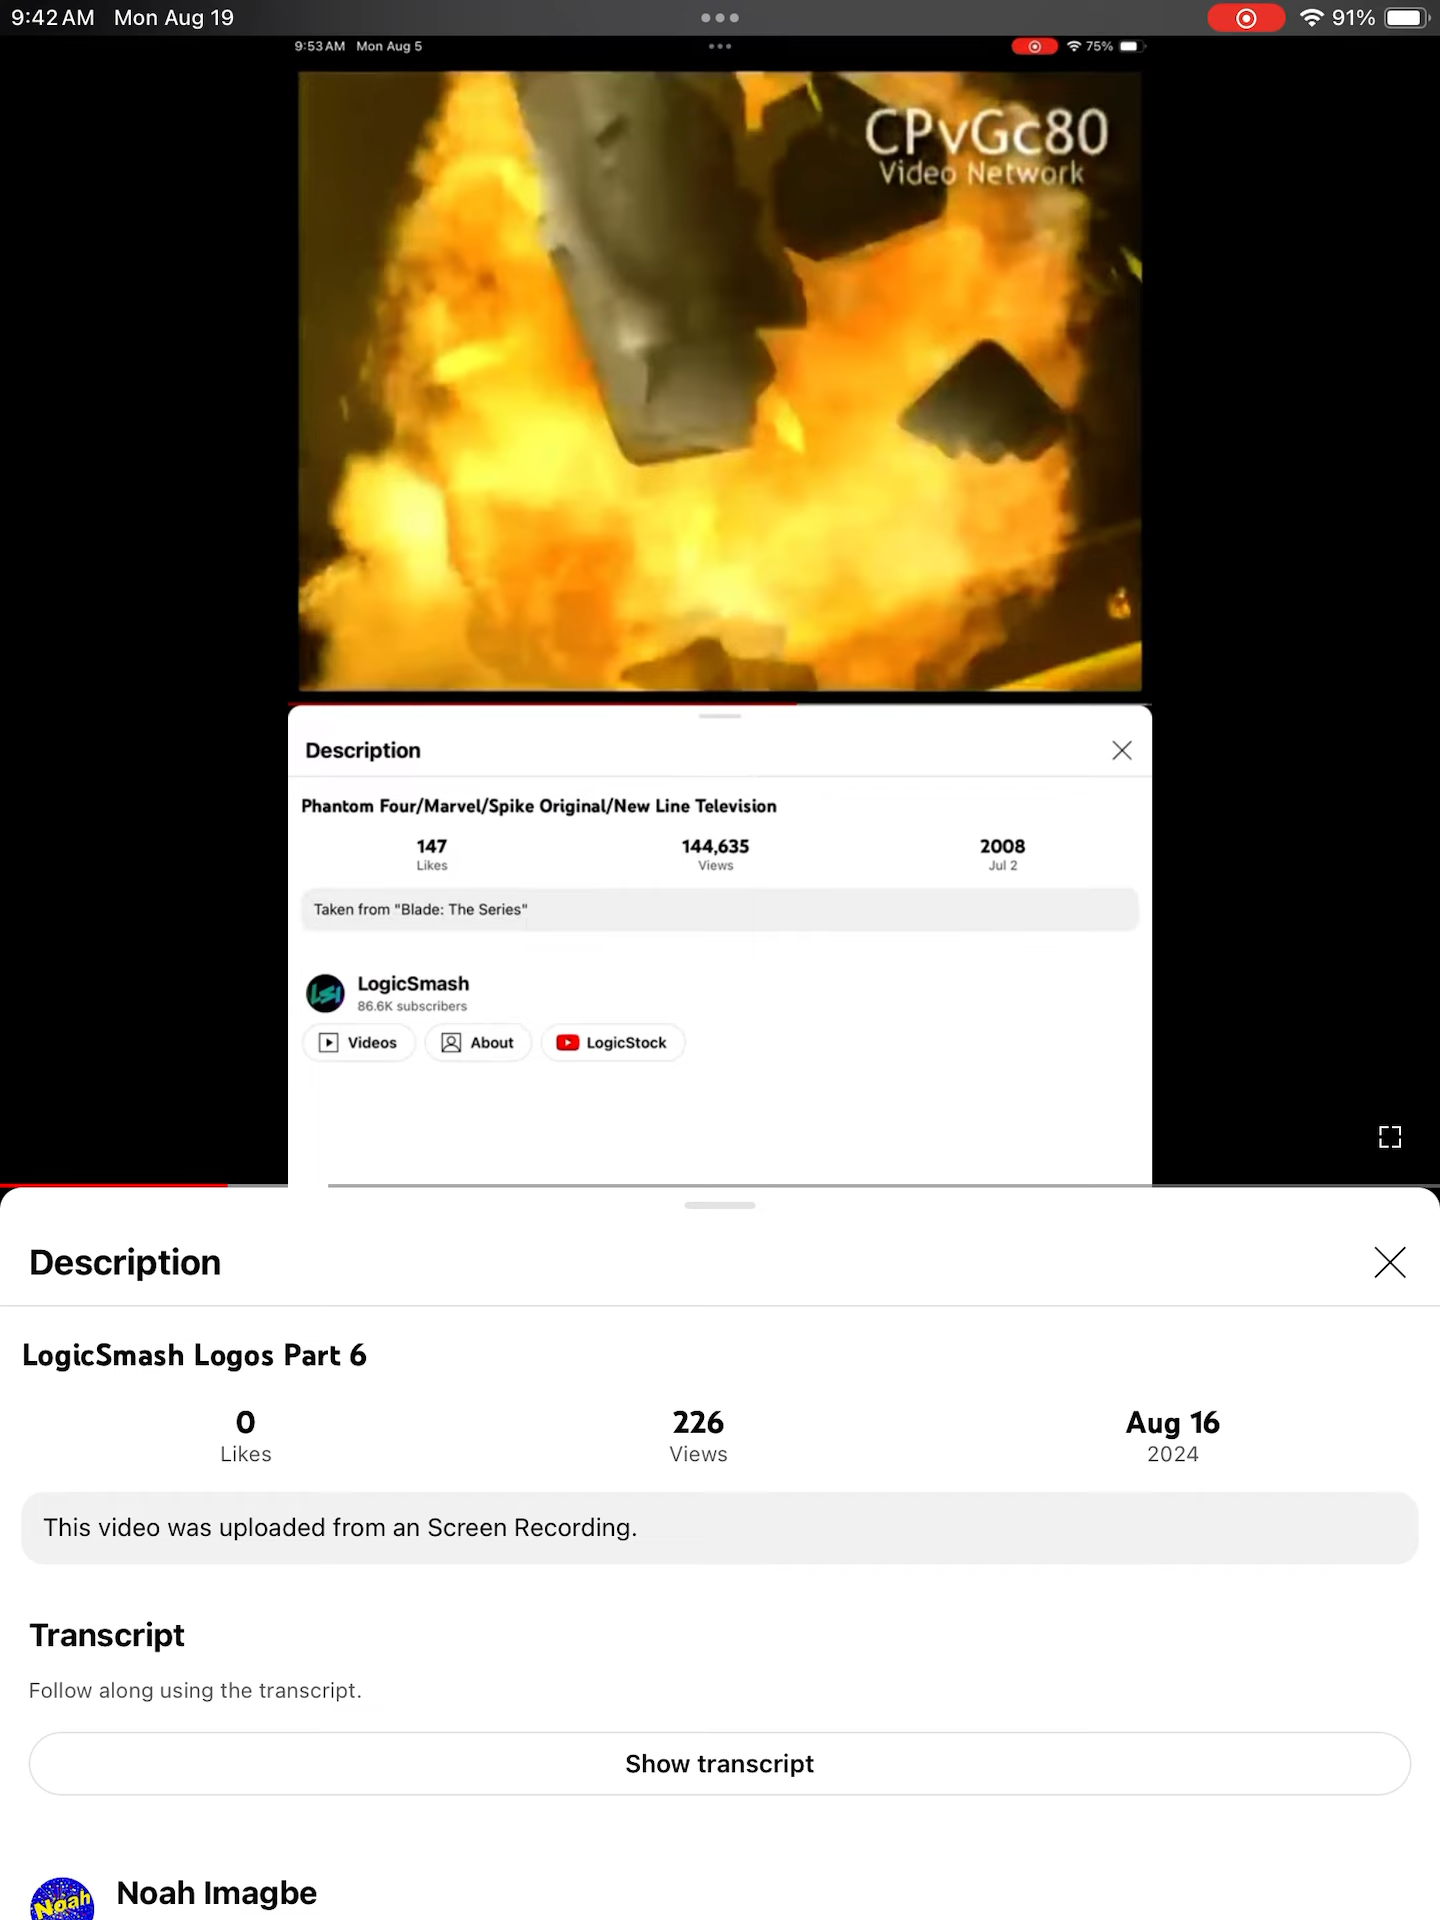 9:42 AM Mon Aug 19
91%
9:53 AM Mon Aug 5
75%
CPvGc80
Video Network
Description
Phantom Four/Marvel/Spike Original/New Line Television
147
Likes
144,635
Views
2008
Jul 2
Taken from "Blade: The Series"
LSI
LogicSmash
86.6K subscribers
Videos
About
LogicStock
Description
LogicSmash Logos Part 6
0
Likes
226
Views
Aug 16
2024
This video was uploaded from an Screen Recording.
Transcript
Follow along using the transcript.
Show transcript
Noah
Noah Imagbe